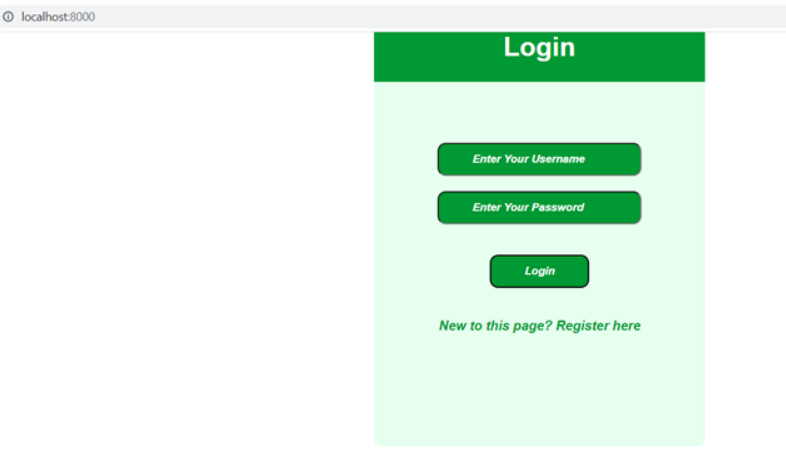 localhost:8000
Login
Enter Your Username
Enter Your Password
Login
New to this page? Register here